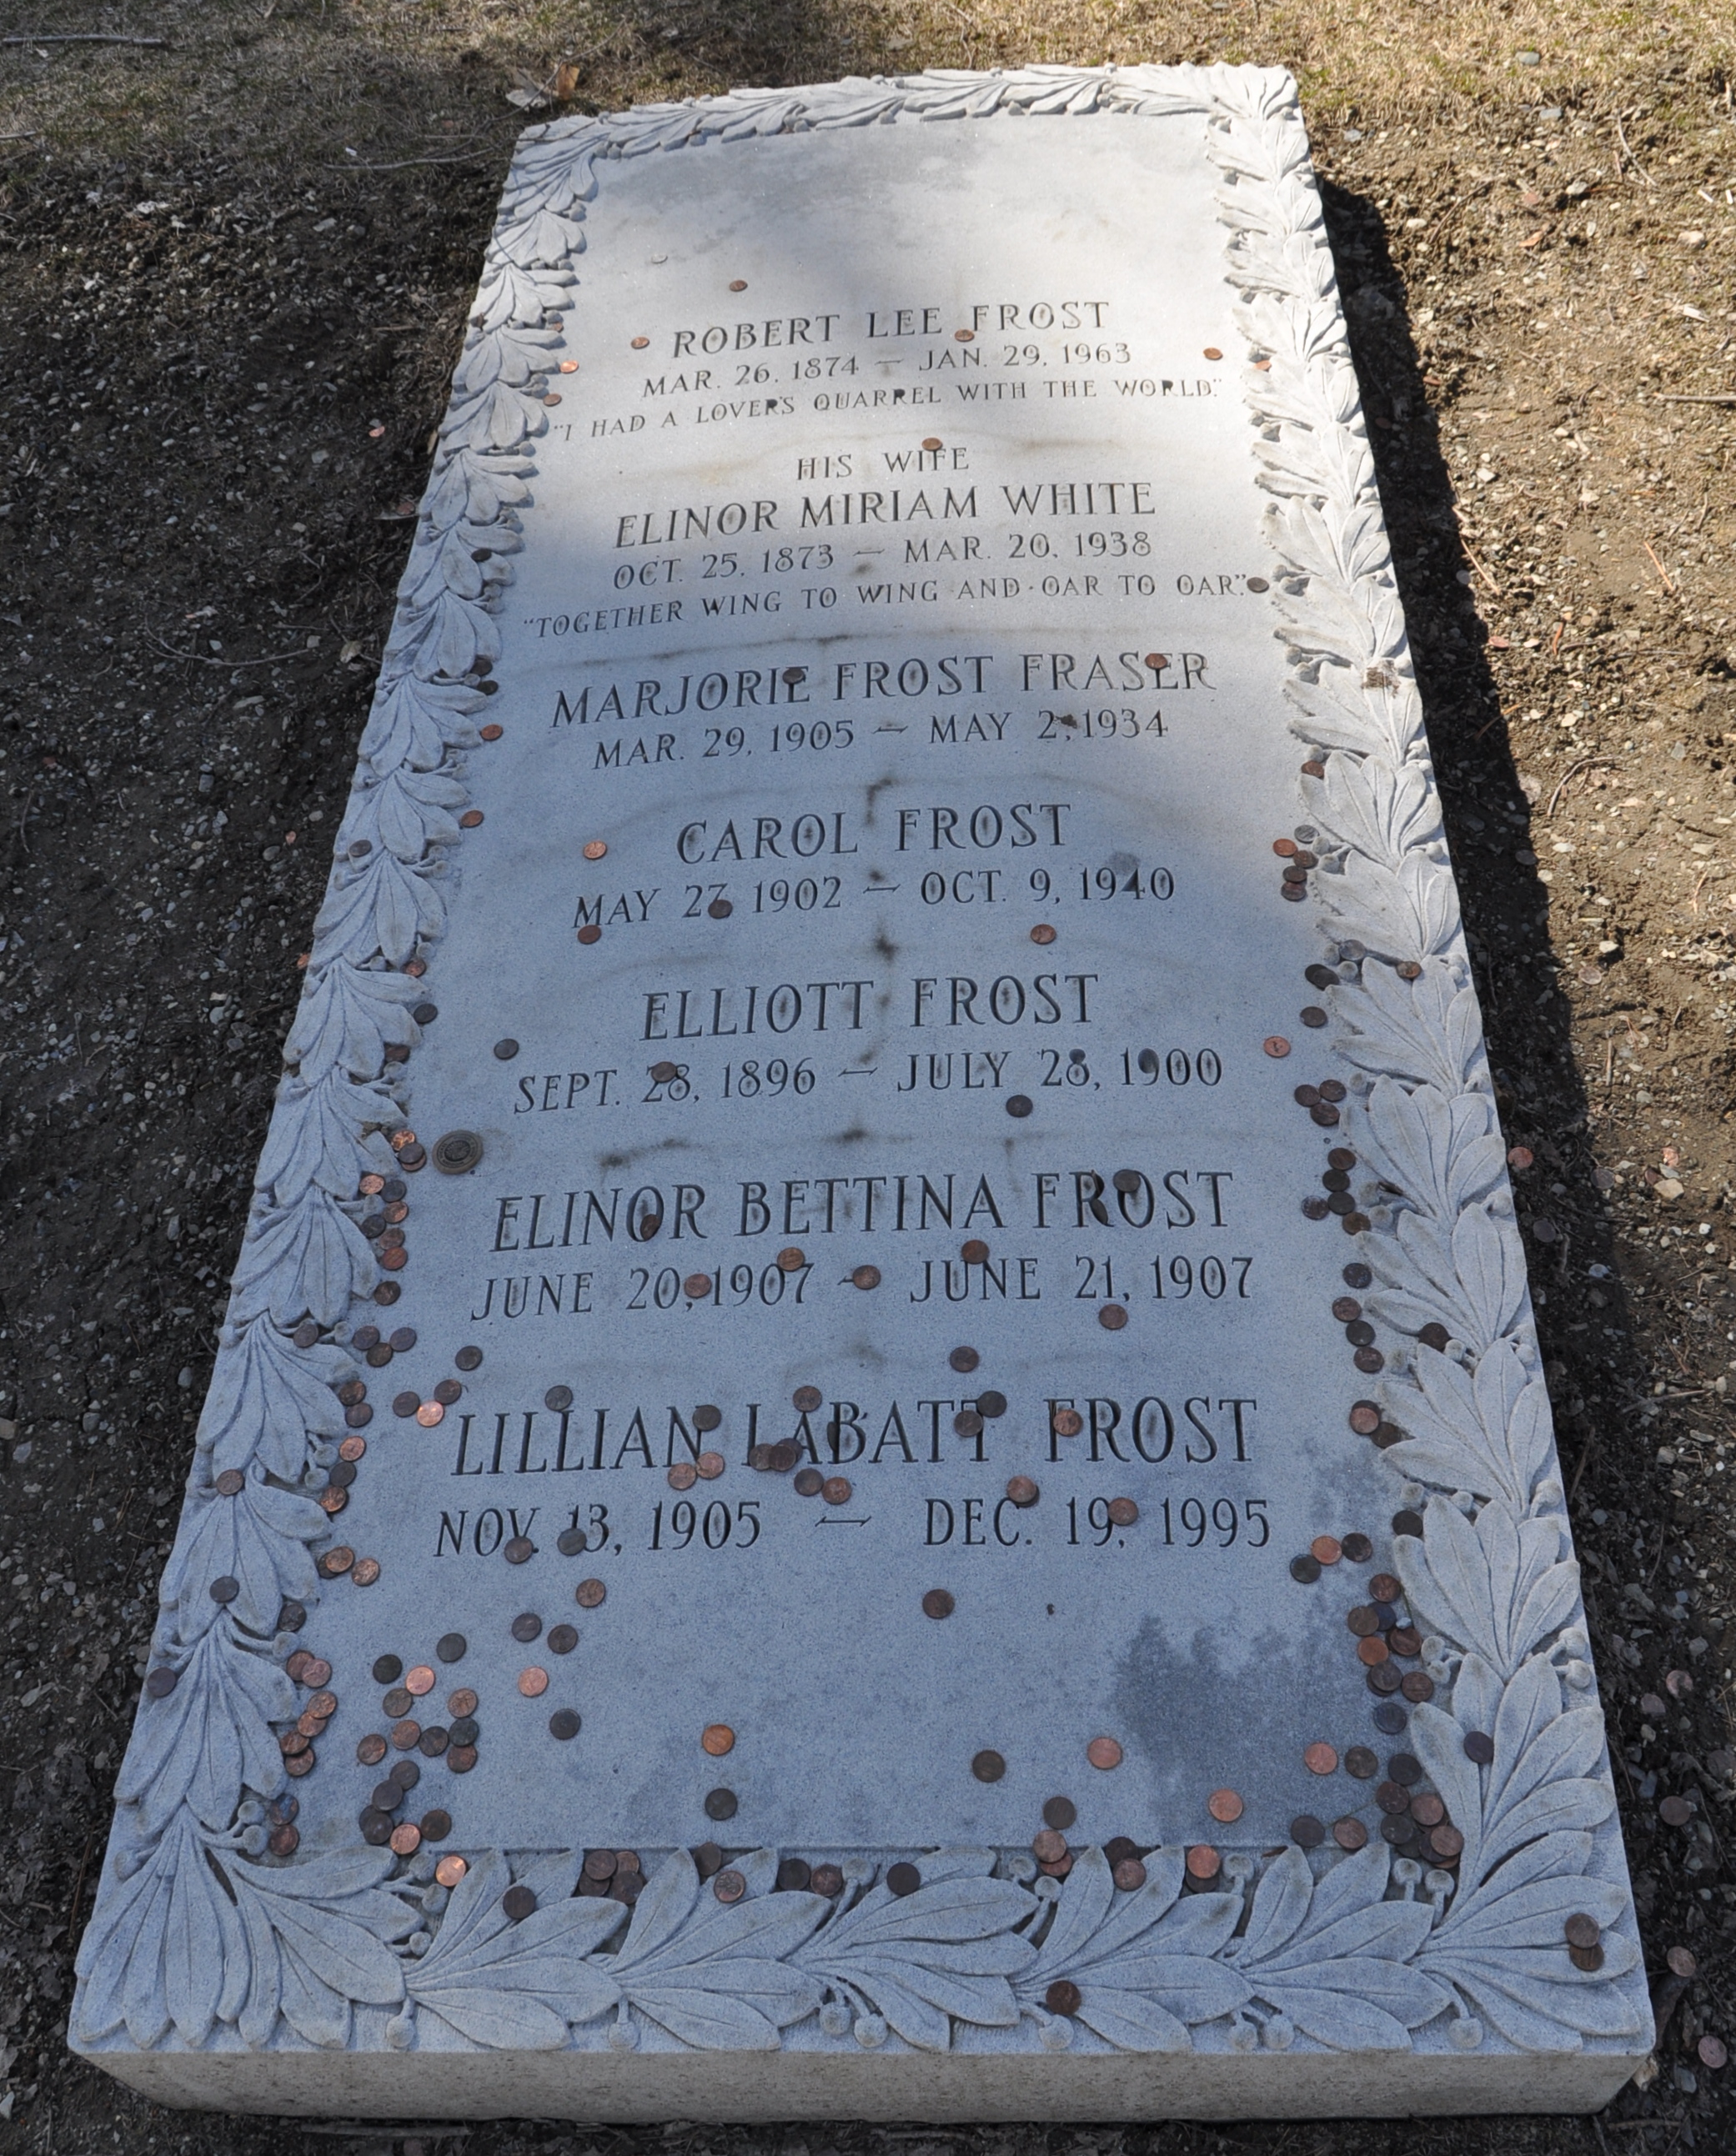 ROBERT LEE FROST
MAR. 26, 1874 — JAN. 29, 1963
"I HAD A LOVER'S QUARREL WITH THE WORLD."
HIS WIFE
ELINOR MIRIAM WHITE
OCT. 25, 1873 — MAR. 20, 1938
"TOGETHER WING TO WING AND·OAR TO OAR."
MARJORIE FROST FRASER
MAR. 29, 1905 — MAY 2, 1934
CAROL FROST
MAY 27, 1902 — OCT. 9, 1940
ELLIOTT FROST
SEPT. 28, 1896 — JULY 28, 1900
ELINOR BETTINA FROST
JUNE 20, 1907 — JUNE 21, 1907
LILLIAN LABATT FROST
NOV. 13, 1905 — DEC. 19, 1995